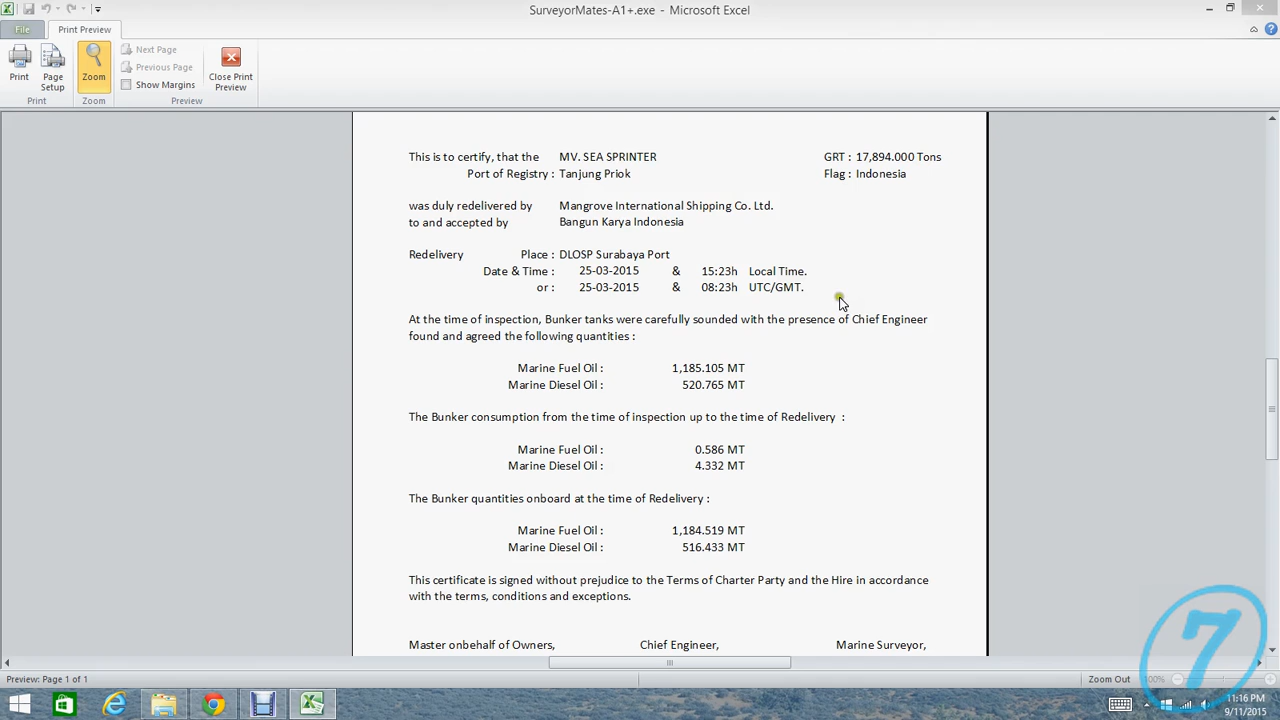 SurveyorMates-A1+.exe - Microsoft Excel
File
Print Preview
Print
Page Setup
Zoom
Next Page
Previous Page
Show Margins
Close Print Preview
Print
Zoom
Preview
This is to certify, that the MV. SEA SPRINTER GRT : 17,894.000 Tons
Port of Registry : Tanjung Priok Flag : Indonesia
was duly redelivered by Mangrove International Shipping Co. Ltd.
to and accepted by Bangun Karya Indonesia
Redelivery Place : DLOSP Surabaya Port
Date & Time : 25-03-2015 & 15:23h Local Time.
or : 25-03-2015 & 08:23h UTC/GMT.
At the time of inspection, Bunker tanks were carefully sounded with the presence of Chief Engineer
found and agreed the following quantities :
Marine Fuel Oil : 1,185.105 MT
Marine Diesel Oil : 520.765 MT
The Bunker consumption from the time of inspection up to the time of Redelivery :
Marine Fuel Oil : 0.586 MT
Marine Diesel Oil : 4.332 MT
The Bunker quantities onboard at the time of Redelivery :
Marine Fuel Oil : 1,184.519 MT
Marine Diesel Oil : 516.433 MT
This certificate is signed without prejudice to the Terms of Charter Party and the Hire in accordance
with the terms, conditions and exceptions.
Master onbehalf of Owners, Chief Engineer, Marine Surveyor,
7
Preview: Page 1 of 1
Zoom Out 100%
11:16 PM
9/11/2015